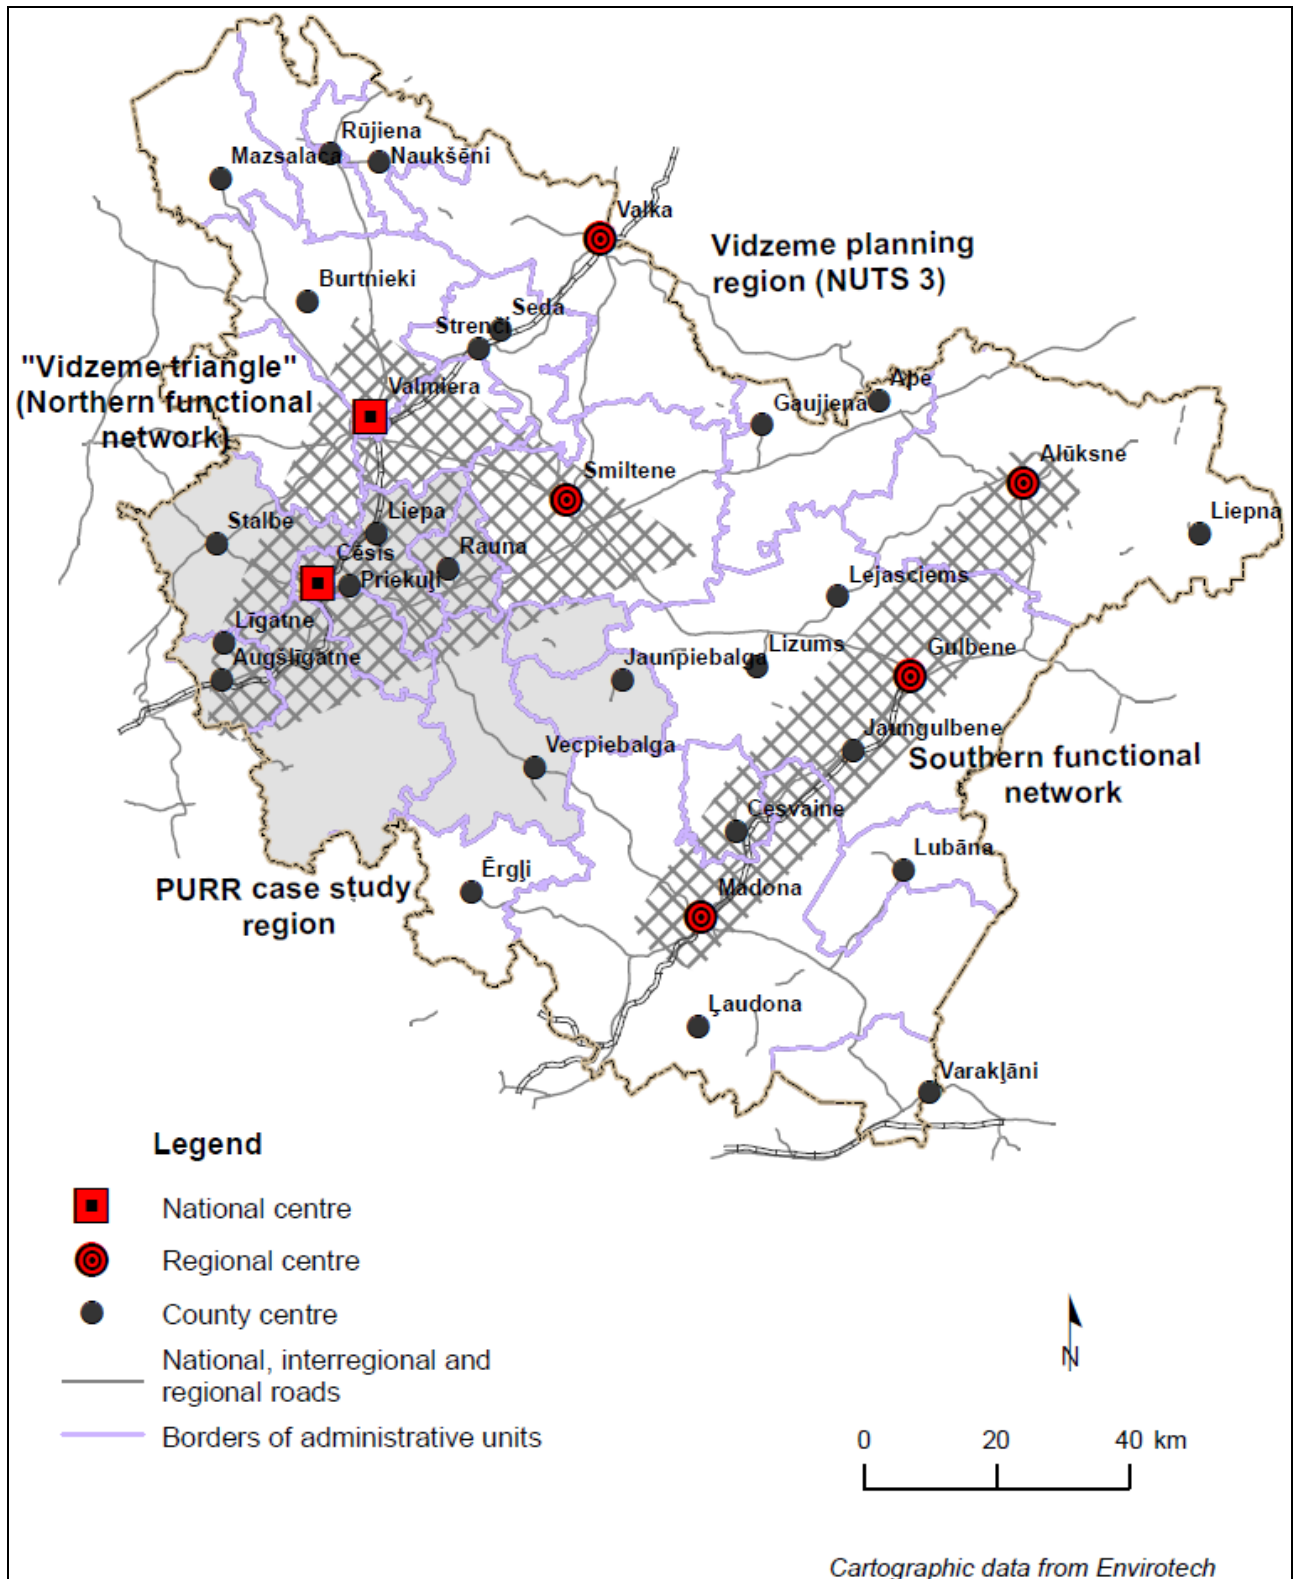 Rūjiena
Mazsalaca
Naukšēni
Valka
Vidzeme planning
region (NUTS 3)
Burtnieki
Seda
Strenči
"Vidzeme triangle"
(Northern functional
network)
Valmiera
Ape
Gaujiena
Smiltene
Alūksne
Liepna
Stalbe
Liepa
Cēsis
Rauna
Priekuļi
Lejasciems
Līgatne
Augšlīgatne
Jaunpiebalga
Lizums
Gulbene
Jaungulbene
Vecpiebalga
Southern functional
network
Cesvaine
Lubāna
Ērgļi
Madona
PURR case study
region
Ļaudona
Varakļāni
Legend
National centre
Regional centre
County centre
National, interregional and
regional roads
Borders of administrative units
N
0 20 40 km
Cartographic data from Envirotech